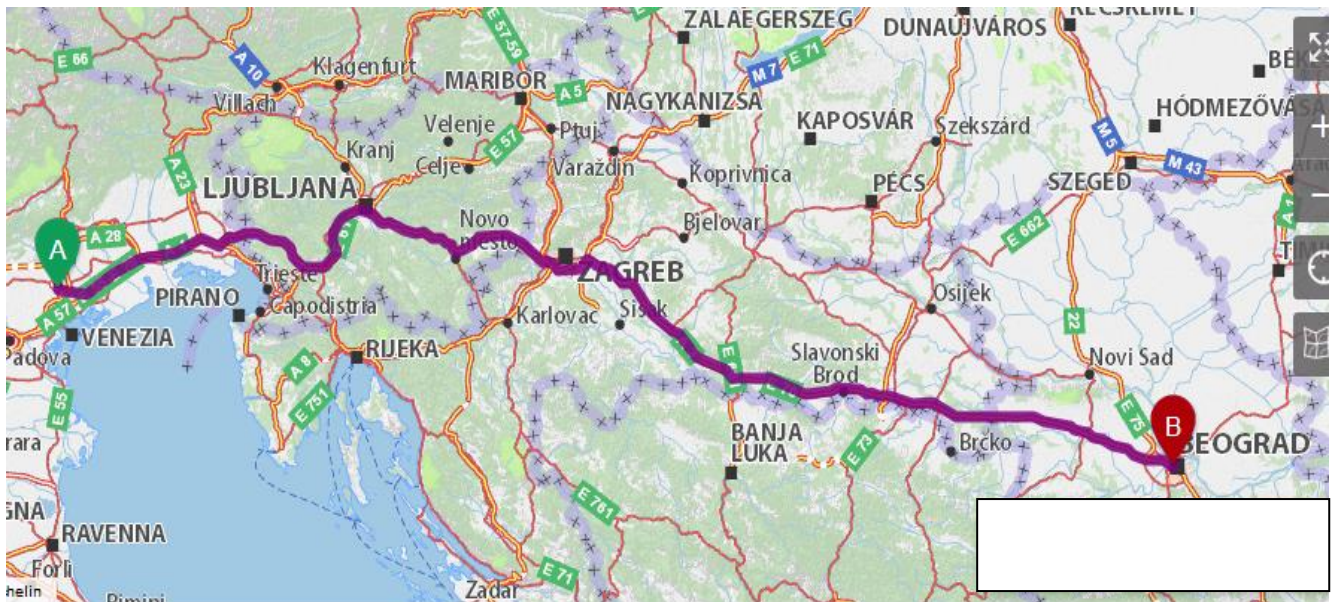 ZALAEGERSZEG
DUNAÚJVÁROS
E 57-59
E 71
M 7
E 66
A 10
Klagenfurt
Villach
MARIBOR
A 5
NAGYKANIZSA
KAPOSVÁR
Szekszárd
HÓDMEZŐVÁSÁ
M 5
M 43
Velenje
Ptuj
E 57
Kranj
Celje
Varaždin
Koprivnica
PÉCS
SZEGED
A 23
LJUBLJANA
Novo
mesto
Bjelovar
E 662
A 28
A
ZAGREB
Trieste
PIRANO
Capodistria
Karlovac
Sisak
Osijek
A 57
VENEZIA
Padova
RIJEKA
A 8
E 751
22
Slavonski
Brod
Novi Sad
E 75
E 55
B
BEOGRAD
BANJA
LUKA
E 73
Brčko
E 761
RAVENNA
Forlì
E 71
Zadar
helin